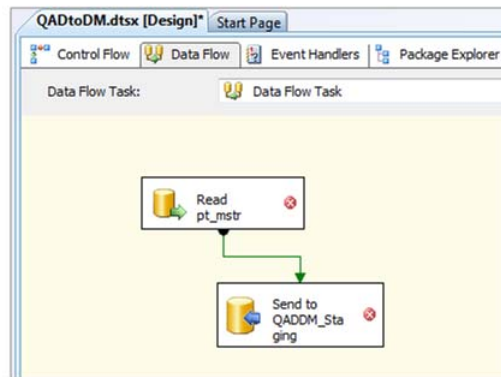 QADtoDM.dtsx [Design]* Start Page
Control Flow Data Flow Event Handlers Package Explorer
Data Flow Task: Data Flow Task
Read
pt_mstr
Send to
QADDM_Sta
ging